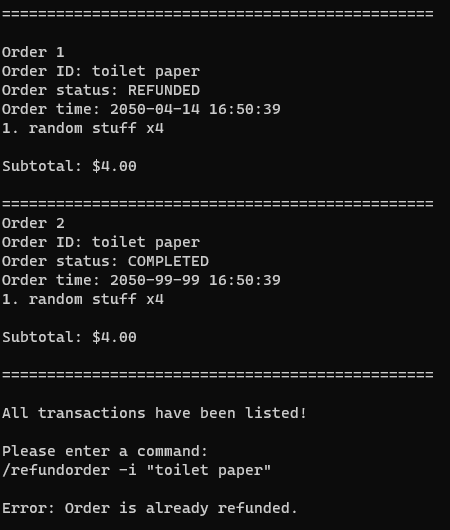 ================================================
Order 1
Order ID: toilet paper
Order status: REFUNDED
Order time: 2050-04-14 16:50:39
1. random stuff x4
Subtotal: $4.00
================================================
Order 2
Order ID: toilet paper
Order status: COMPLETED
Order time: 2050-99-99 16:50:39
1. random stuff x4
Subtotal: $4.00
================================================
All transactions have been listed!
Please enter a command:
/refundorder -i "toilet paper"
Error: Order is already refunded.